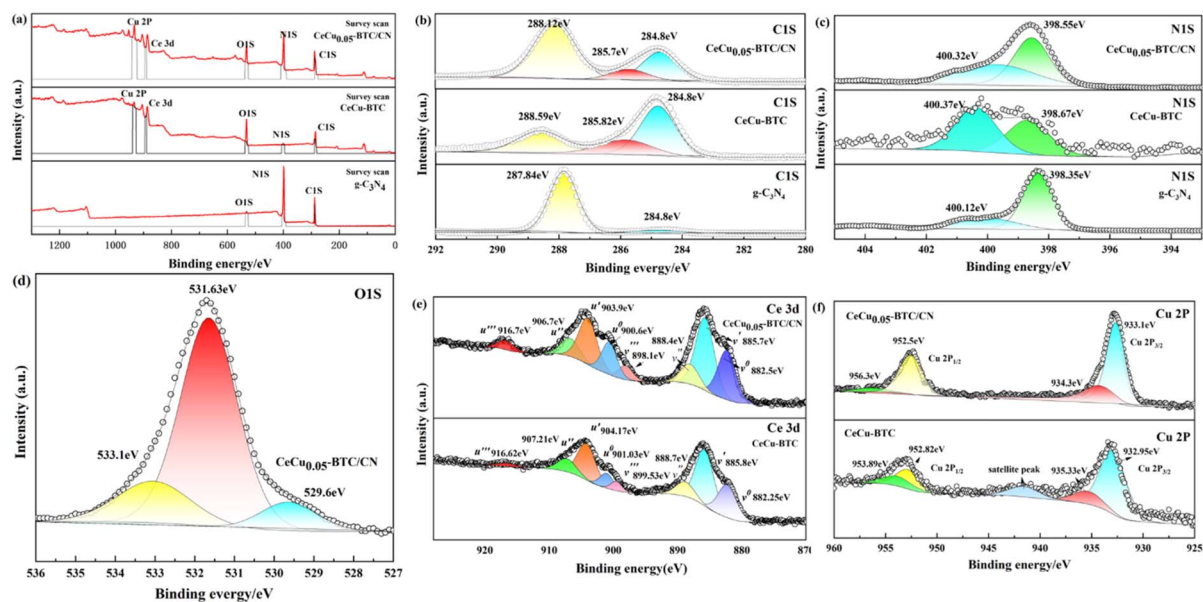 (a)
Cu 2P
Ce 3d
O1S
N1S
C1S
Survey scan
CeCu0.05-BTC/CN
Cu 2P
Ce 3d
O1S
N1S
C1S
Survey scan
CeCu-BTC
N1S
O1S
C1S
Survey scan
g-C3N4
Intensity (a.u.)
1200 1000 800 600 400 200 0
Binding energy/eV
(b)
288.12eV
285.7eV
284.8eV
C1S
CeCu0.05-BTC/CN
288.59eV
285.82eV
284.8eV
C1S
CeCu-BTC
287.84eV
284.8eV
C1S
g-C3N4
Intensity (a.u.)
292 290 288 286 284 282 280
Binding evergy/eV
(c)
N1S
CeCu0.05-BTC/CN
400.32eV
398.55eV
N1S
CeCu-BTC
400.37eV
398.67eV
N1S
g-C3N4
400.12eV
398.35eV
Intensity (a.u.)
404 402 400 398 396 394
Binding energy/eV
(d)
O1S
531.63eV
533.1eV
529.6eV
CeCu0.05-BTC/CN
Intensity (a.u.)
536 535 534 533 532 531 530 529 528 527
Binding evergy/eV
(e)
Ce 3d
CeCu0.05-BTC/CN
u''' 916.7eV
906.7eV
u''
u' 903.9eV
u0 900.6eV
v''' 898.1eV
888.4eV
v''
v' 885.7eV
v0 882.5eV
Ce 3d
CeCu-BTC
u''' 916.62eV
907.21eV
u''
u' 904.17eV
u0 901.03eV
v''' 899.53eV
888.7eV
v''
v' 885.8eV
v0 882.25eV
Intensity (a.u.)
920 910 900 890 880 870
Binding energy(eV)
(f)
CeCu0.05-BTC/CN
Cu 2P
956.3eV
952.5eV
Cu 2P1/2
934.3eV
933.1eV
Cu 2P3/2
CeCu-BTC
Cu 2P
953.89eV
952.82eV
Cu 2P1/2
satellite peak
935.33eV
932.95eV
Cu 2P3/2
Intensity (a.u.)
960 955 950 945 940 935 930 925
Binding evergy/eV